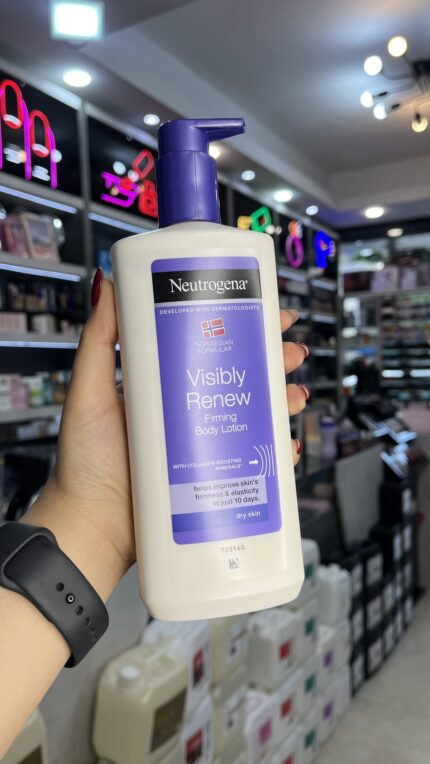 Neutrogena®
DEVELOPED WITH DERMATOLOGISTS
NORWEGIAN
FORMULA®
Visibly
Renew
Firming
Body Lotion
WITH COLLAGEN-BOOSTING
MINERALS*
helps improve skin's
firmness & elasticity
in just 10 days.
dry skin
723140